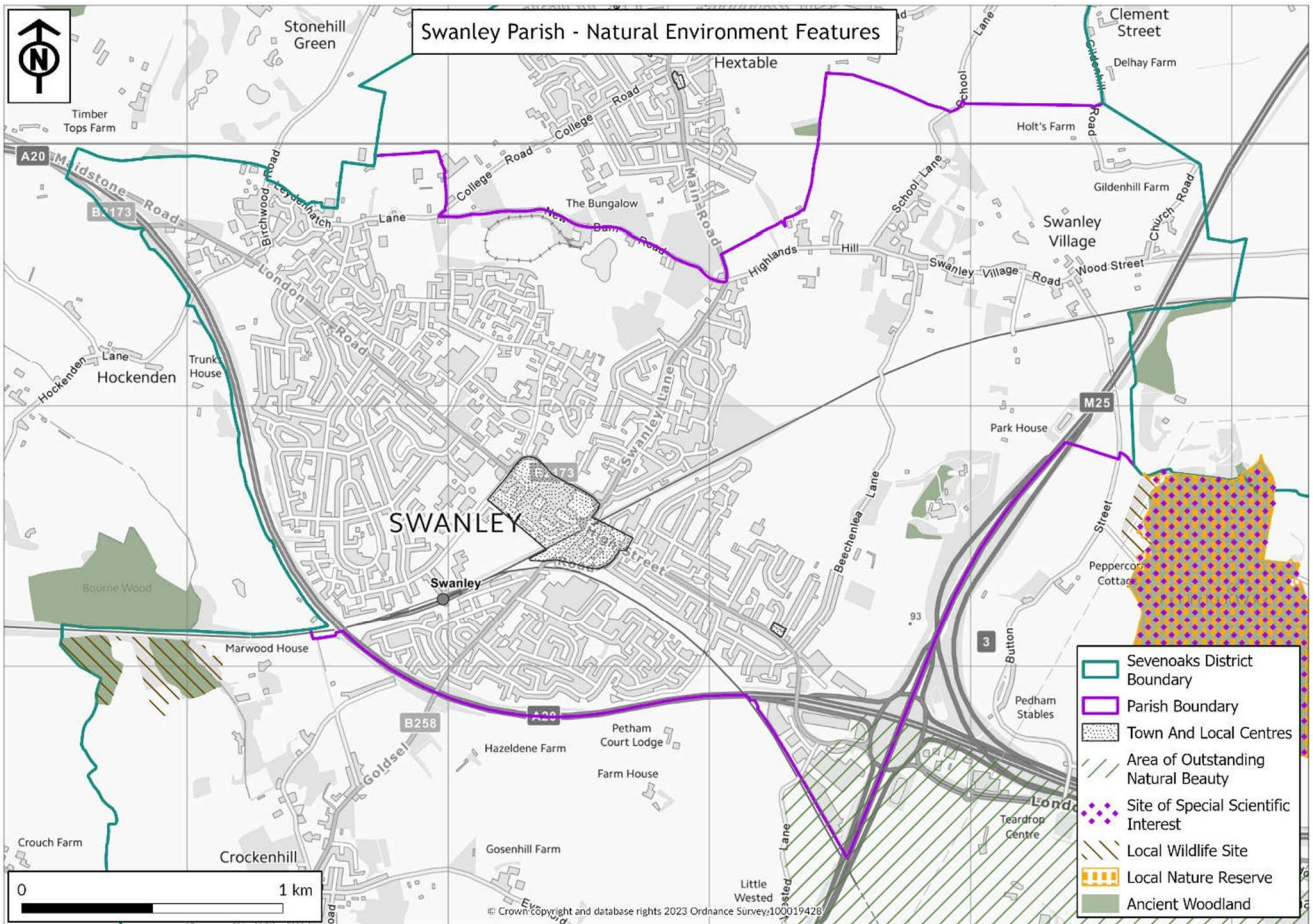 Swanley Parish - Natural Environment Features
N
Stonehill
Green
Hextable
School
Lane
Clement
Street
Gildenhill
Delhay Farm
Timber
Tops Farm
College
Road
Holt's Farm
Road
A20
Maidstone
Road
B2173
Birchwood
Road
Leydenhatch
Lane
College
Road
The Bungalow
New
Barn
Road
Main Road
School Lane
Gildenhill Farm
Church
Road
Swanley
Village
Highlands
Hill
Swanley
Village
Road
Wood Street
London
Road
Hockenden
Lane
Hockenden
Trunks
House
Swanley
Lane
M25
Park House
B2173
SWANLEY
Street
Road
Beechenlea
Lane
Street
Peppercorn
Cottage
Bourne Wood
Swanley
93
3
Button
Marwood House
B258
Goldsel
A20
Petham
Court Lodge
Hazeldene Farm
Farm House
Pedham
Stables
Teardrop
Centre
Crouch Farm
Crockenhill
Gosenhill Farm
Little
Wested
Lane
0
1 km
© Crown copyright and database rights 2023 Ordnance Survey 100019428
Sevenoaks District
Boundary
Parish Boundary
Town And Local Centres
Area of Outstanding
Natural Beauty
Site of Special Scientific
Interest
Local Wildlife Site
Local Nature Reserve
Ancient Woodland